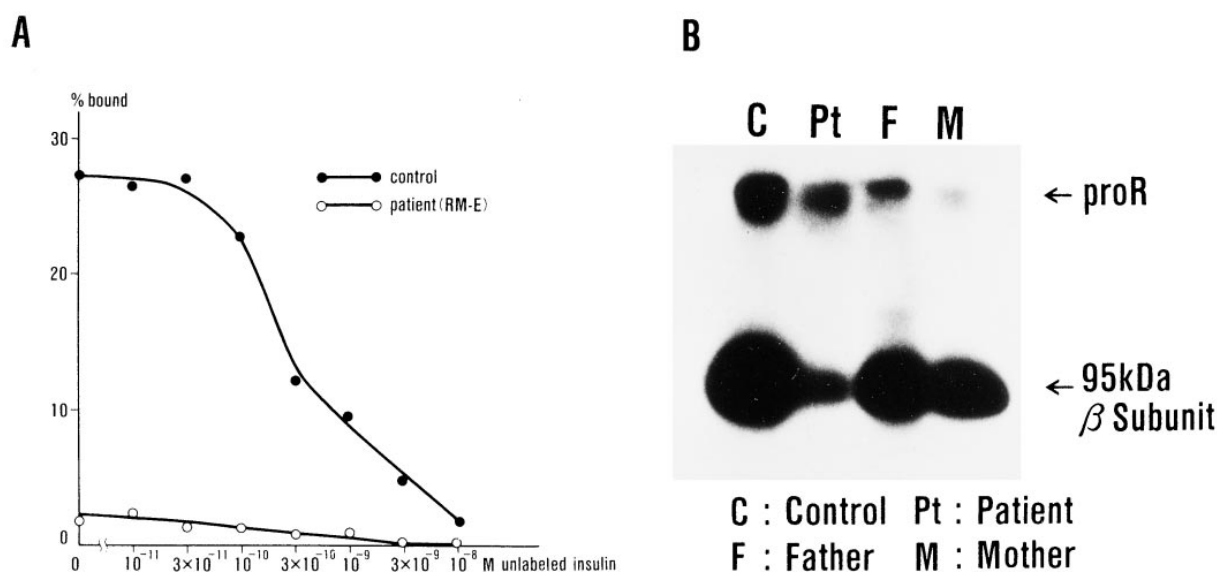 A
% bound
30
20
10
0
control
patient (RM-E)
0 10⁻¹¹ 3×10⁻¹¹ 10⁻¹⁰ 3×10⁻¹⁰ 10⁻⁹ 3×10⁻⁹ 10⁻⁸ M unlabeled insulin
B
C Pt F M
← proR
← 95kDa
β Subunit
C : Control Pt : Patient
F : Father M : Mother